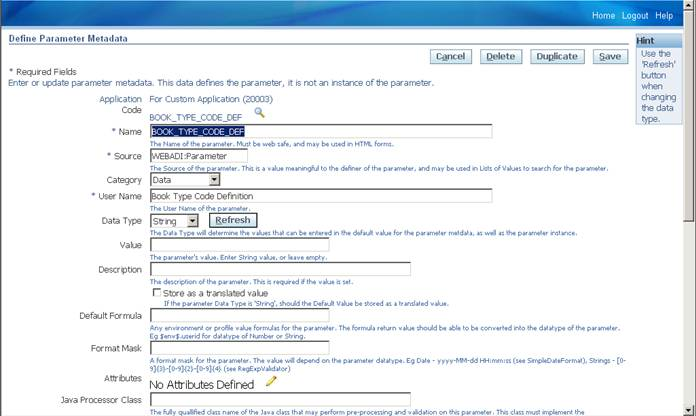 Home Logout Help
Define Parameter Metadata
Cancel Delete Duplicate Save
Hint
Use the 'Refresh' button when changing the data type.
* Required Fields
Enter or update parameter metadata. This data defines the parameter, it is not an instance of the parameter.
Application For Custom Application (20003)
Code BOOK_TYPE_CODE_DEF
* Name BOOK_TYPE_CODE_DEF
The Name of the parameter. Must be web safe, and may be used in HTML forms.
* Source WEBADI:Parameter
The Source of the parameter. This is a value meaningful to the definer of the parameter, and may be used in Lists of Values to search for the parameter.
Category Data
* User Name Book Type Code Definition
The User Name of the parameter.
Data Type String Refresh
The Data Type will determine the values that can be entered in the default value for the parameter metdata, as well as the parameter instance.
Value
The parameter's value. Enter String value, or leave empty.
Description
The description of the parameter. This is required if the value is set.
Store as a translated value
If the parameter Data Type is 'String', should the Default Value be stored as a translated value.
Default Formula
Any environment or profile value formulas for the parameter. The formula return value should be able to be converted into the datatype of the parameter.
Eg $env$.userid for datatype of Number or String.
Format Mask
A format mask for the parameter. The value will depend on the parameter datatype. Eg Date - yyyy-MM-dd HH:mm:ss (see SimpleDateFormat), Strings - [0-
9]{3}-[0-9]{2}-[0-9]{4} (see RegExpValidator)
Attributes No Attributes Defined
Java Processor Class
The fully quallified class name of the Java class that may perform pre-processing and validation on this parameter. This class must implement the